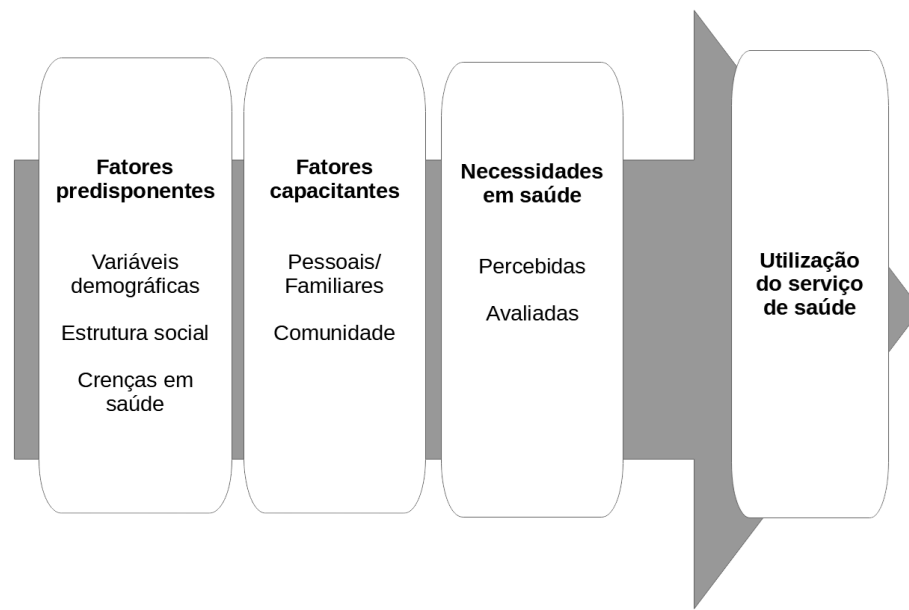 Fatores
predisponentes
Variáveis
demográficas
Estrutura social
Crenças em
saúde
Fatores
capacitantes
Pessoais/
Familiares
Comunidade
Necessidades
em saúde
Percebidas
Avaliadas
Utilização
do serviço
de saúde